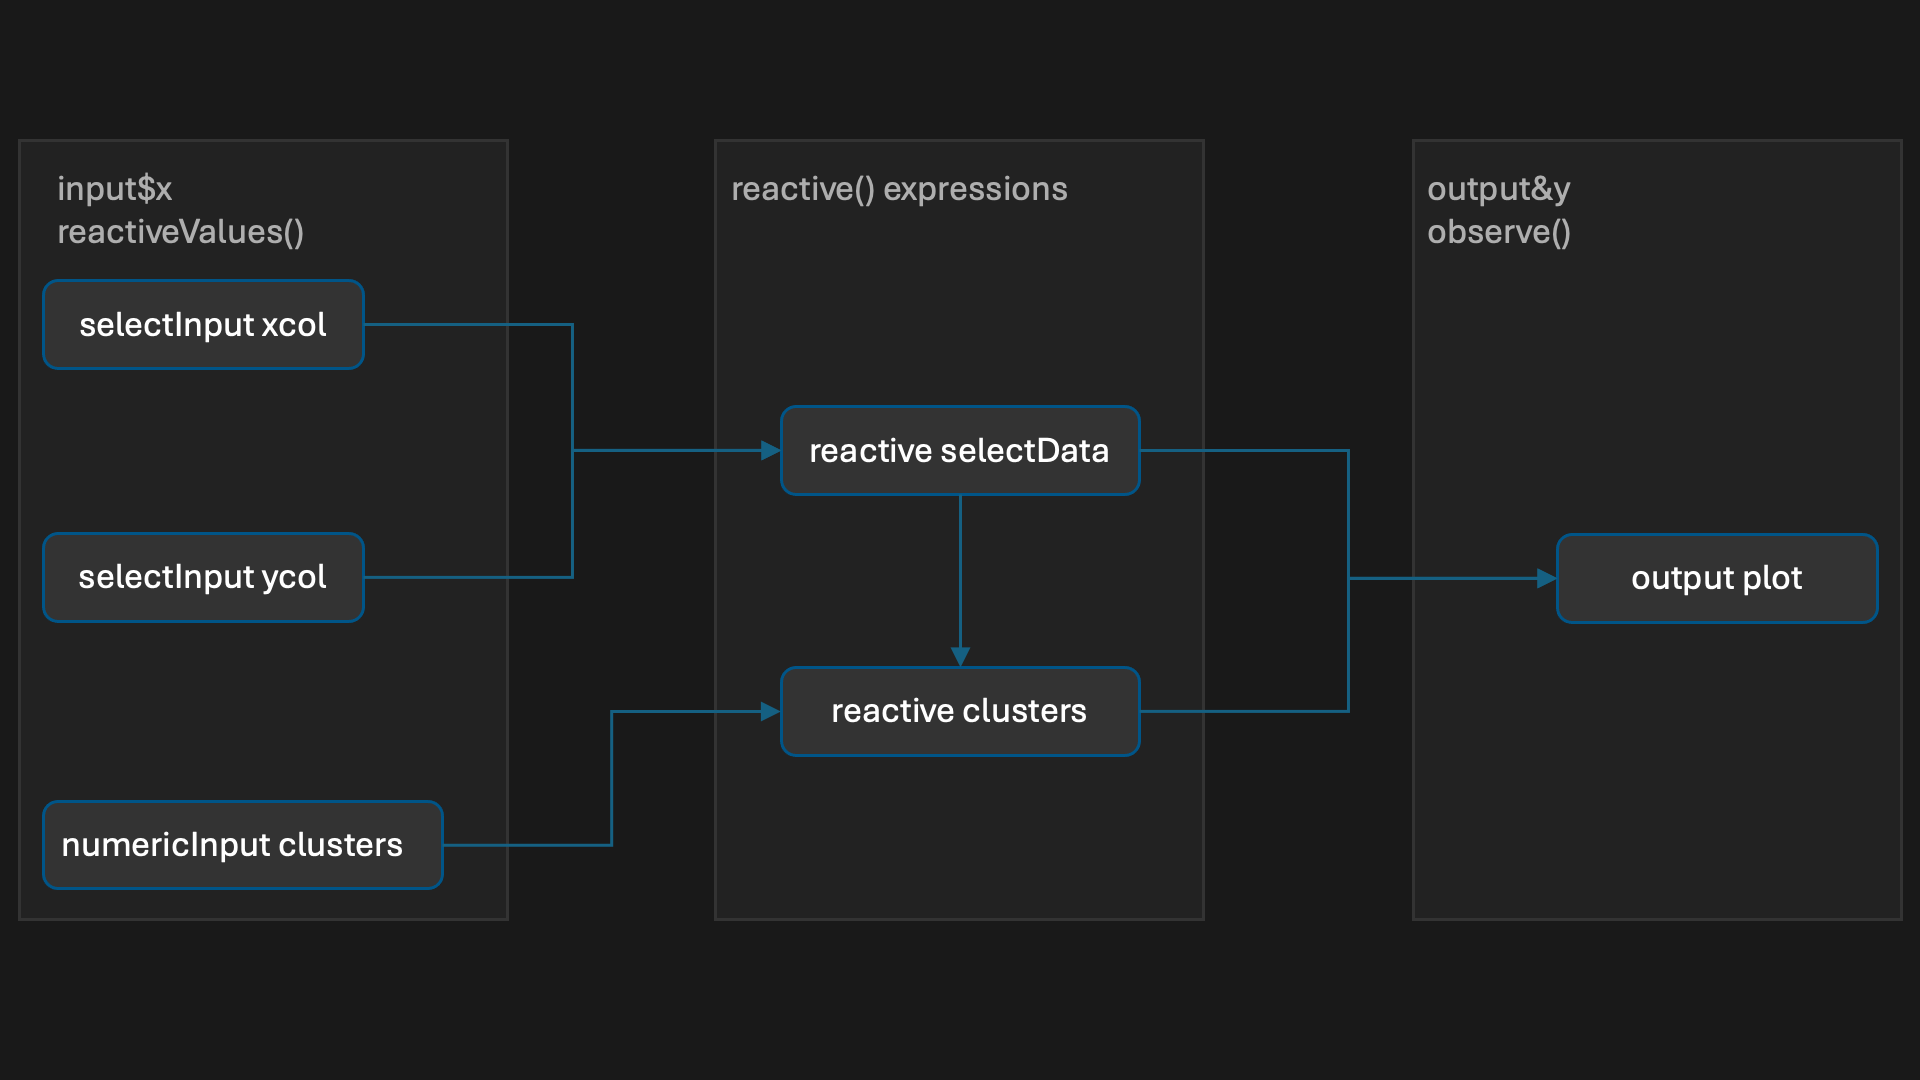 input$x
reactiveValues()
selectInput xcol
selectInput ycol
numericInput clusters
reactive() expressions
reactive selectData
reactive clusters
output&y
observe()
output plot